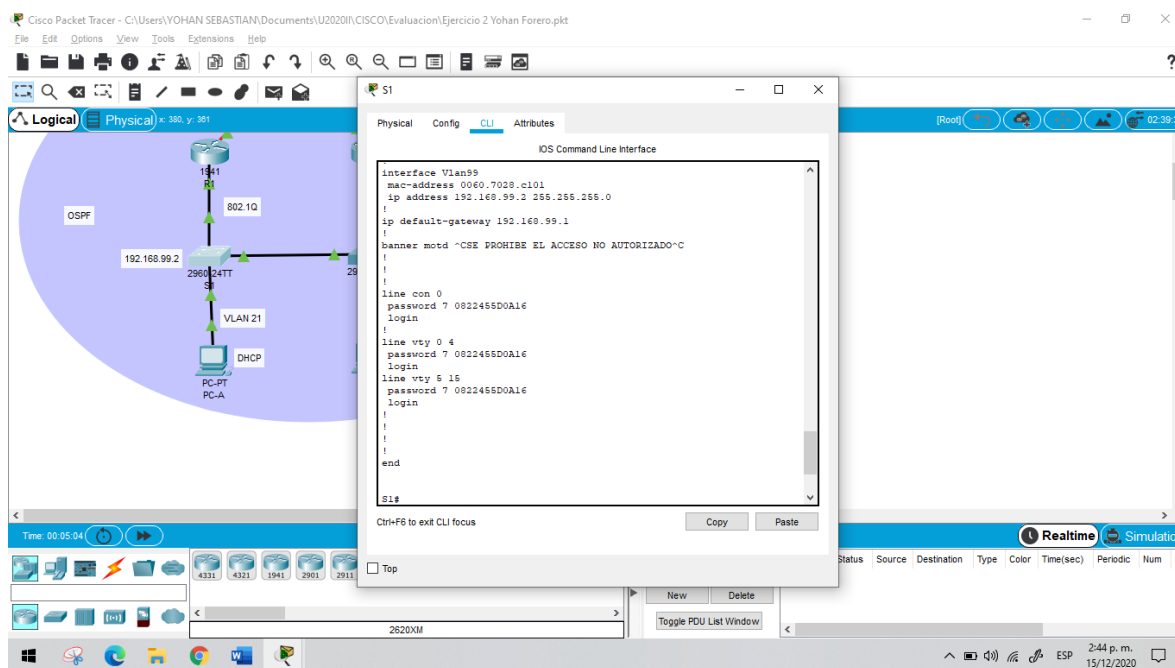 Cisco Packet Tracer - C:\Users\YOHAN SEBASTIAN\Documents\U2020II\CISCO\Evaluacion\Ejercicio 2 Yohan Forero.pkt
File Edit Options View Tools Extensions Help
?
Logical
Physical
x: 380, y: 361
[Root]
02:39:
1941
R1
802.1Q
OSPF
192.168.99.2
2960-24TT
S1
29
VLAN 21
DHCP
PC-PT
PC-A
S1
Physical Config CLI Attributes
IOS Command Line Interface
!
interface Vlan99
mac-address 0060.7028.c101
ip address 192.168.99.2 255.255.255.0
!
ip default-gateway 192.168.99.1
!
banner motd ^CSE PROHIBE EL ACCESO NO AUTORIZADO^C
!
!
!
line con 0
password 7 0822455D0A16
login
!
line vty 0 4
password 7 0822455D0A16
login
line vty 5 15
password 7 0822455D0A16
login
!
!
!
!
end
S1#
Ctrl+F6 to exit CLI focus
Copy
Paste
Top
Time: 00:05:04
Realtime
Simulatio
4331 4321 1941 2901 2911
2620XM
New
Delete
Toggle PDU List Window
Status Source Destination Type Color Time(sec) Periodic Num
ESP
2:44 p. m.
15/12/2020